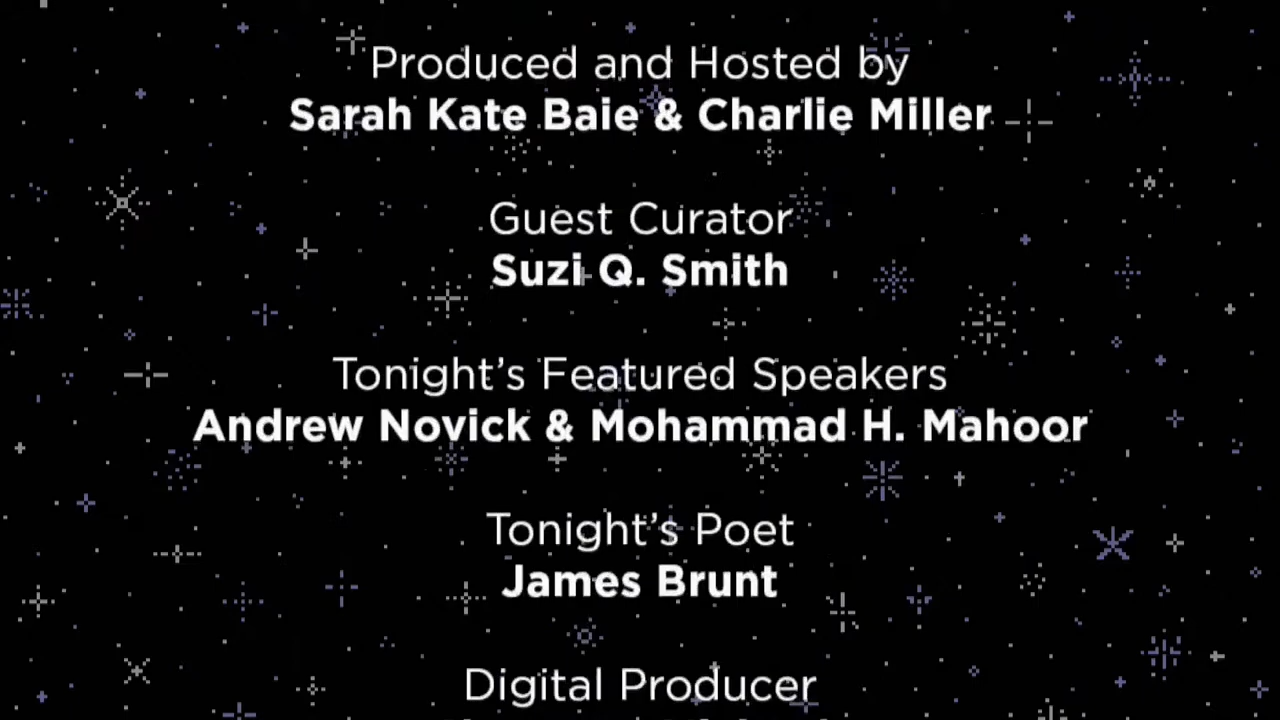 Produced and Hosted by
Sarah Kate Baie & Charlie Miller
Guest Curator
Suzi Q. Smith
Tonight's Featured Speakers
Andrew Novick & Mohammad H. Mahoor
Tonight's Poet
James Brunt
Digital Producer